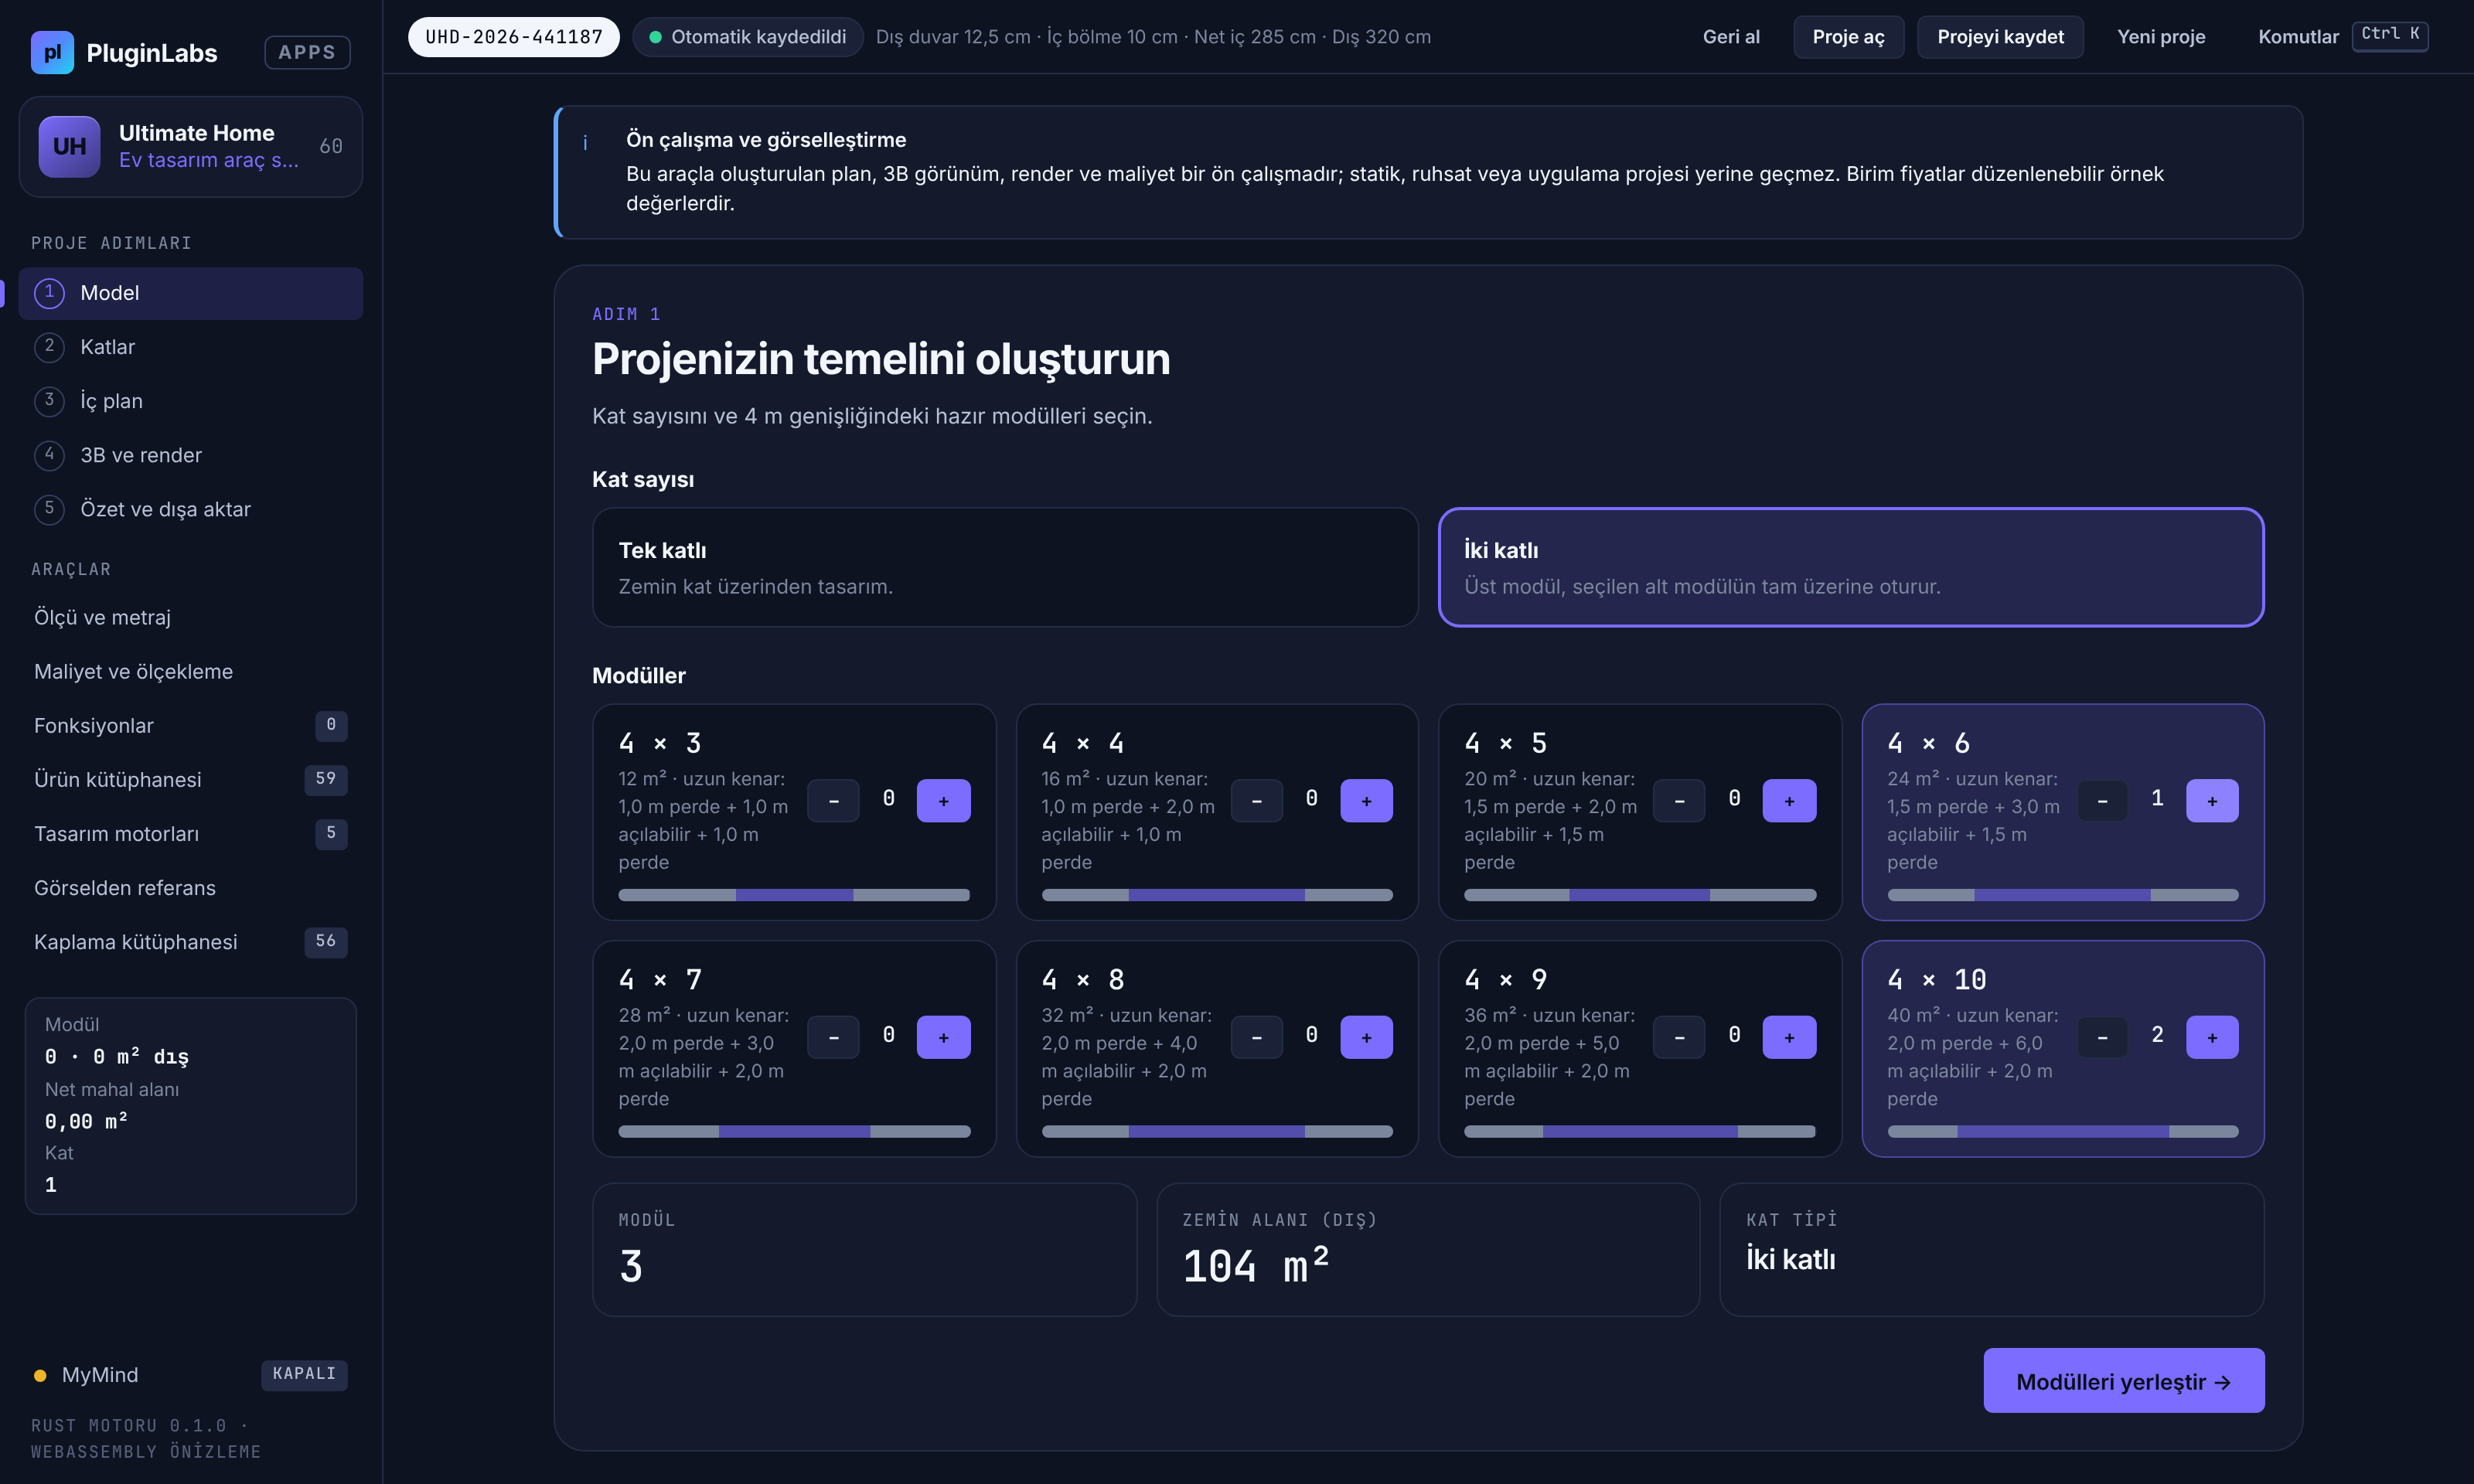 pl PluginLabs APPS
UH Ultimate Home 60
Ev tasarım araç s...
PROJE ADIMLARI
1 Model
2 Katlar
3 İç plan
4 3B ve render
5 Özet ve dışa aktar
ARAÇLAR
Ölçü ve metraj
Maliyet ve ölçekleme
Fonksiyonlar 0
Ürün kütüphanesi 59
Tasarım motorları 5
Görselden referans
Kaplama kütüphanesi 56
Modül
0 · 0 m² dış
Net mahal alanı
0,00 m²
Kat
1
MyMind KAPALI
RUST MOTORU 0.1.0 ·
WEBASSEMBLY ÖNİZLEME
UHD-2026-441187 Otomatik kaydedildi Dış duvar 12,5 cm · İç bölme 10 cm · Net iç 285 cm · Dış 320 cm Geri al Proje aç Projeyi kaydet Yeni proje Komutlar Ctrl K
i Ön çalışma ve görselleştirme
Bu araçla oluşturulan plan, 3B görünüm, render ve maliyet bir ön çalışmadır; statik, ruhsat veya uygulama projesi yerine geçmez. Birim fiyatlar düzenlenebilir örnek
değerlerdir.
ADIM 1
Projenizin temelini oluşturun
Kat sayısını ve 4 m genişliğindeki hazır modülleri seçin.
Kat sayısı
Tek katlı
Zemin kat üzerinden tasarım.
İki katlı
Üst modül, seçilen alt modülün tam üzerine oturur.
Modüller
4 × 3
12 m² · uzun kenar:
1,0 m perde + 1,0 m
açılabilir + 1,0 m
perde
− 0 +
4 × 4
16 m² · uzun kenar:
1,0 m perde + 2,0 m
açılabilir + 1,0 m
perde
− 0 +
4 × 5
20 m² · uzun kenar:
1,5 m perde + 2,0 m
açılabilir + 1,5 m
perde
− 0 +
4 × 6
24 m² · uzun kenar:
1,5 m perde + 3,0 m
açılabilir + 1,5 m
perde
− 1 +
4 × 7
28 m² · uzun kenar:
2,0 m perde + 3,0
m açılabilir + 2,0 m
perde
− 0 +
4 × 8
32 m² · uzun kenar:
2,0 m perde + 4,0
m açılabilir + 2,0 m
perde
− 0 +
4 × 9
36 m² · uzun kenar:
2,0 m perde + 5,0
m açılabilir + 2,0 m
perde
− 0 +
4 × 10
40 m² · uzun kenar:
2,0 m perde + 6,0
m açılabilir + 2,0 m
perde
− 2 +
MODÜL
3
ZEMİN ALANI (DIŞ)
104 m²
KAT TİPİ
İki katlı
Modülleri yerleştir →